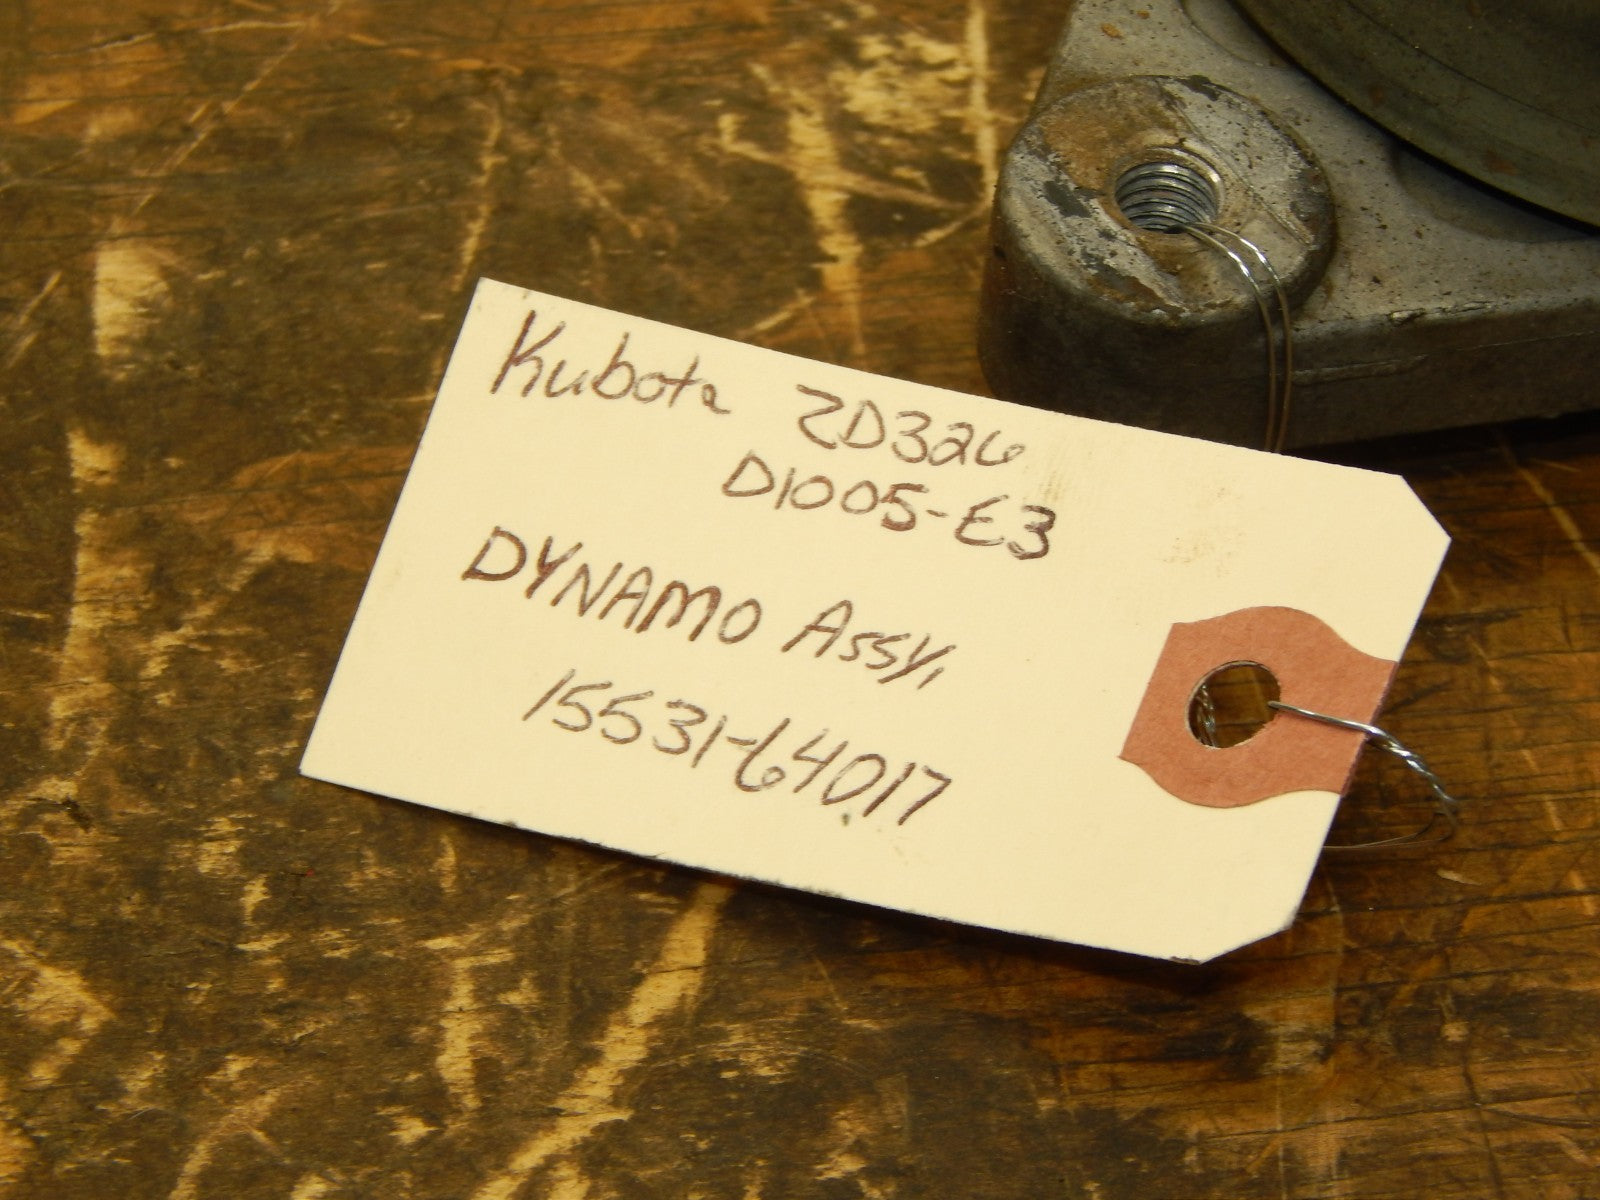 Kubota ZD326
D1005-E3
DYNAMO Assy.
15531-64017